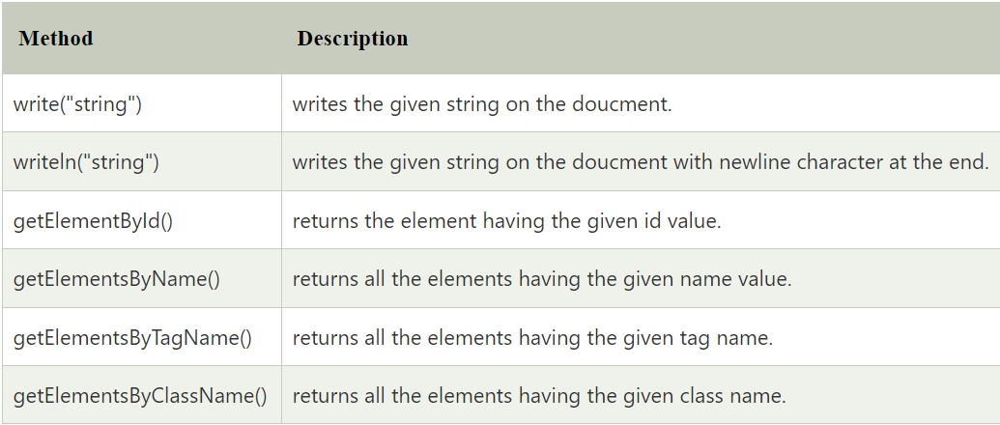 Method Description
write("string") writes the given string on the doucment.
writeln("string") writes the given string on the doucment with newline character at the end.
getElementById() returns the element having the given id value.
getElementsByName() returns all the elements having the given name value.
getElementsByTagName() returns all the elements having the given tag name.
getElementsByClassName() returns all the elements having the given class name.